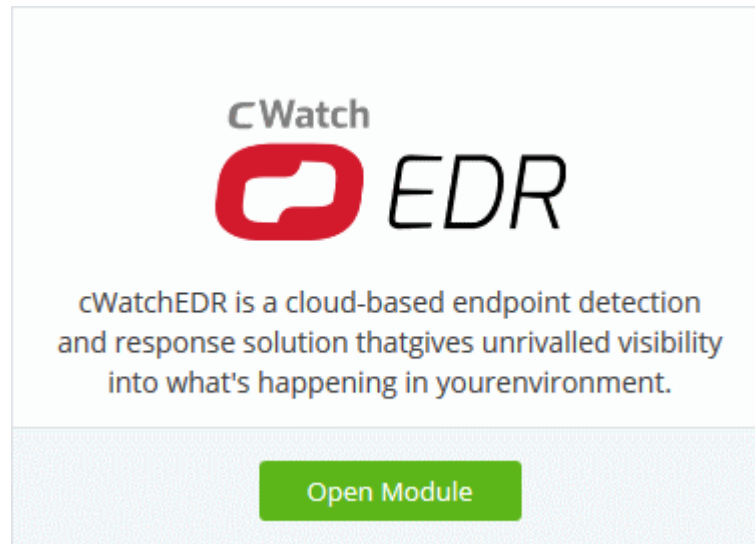 cWatch
EDR
cWatchEDR is a cloud-based endpoint detection
and response solution thatgives unrivalled visibility
into what's happening in yourenvironment.
Open Module